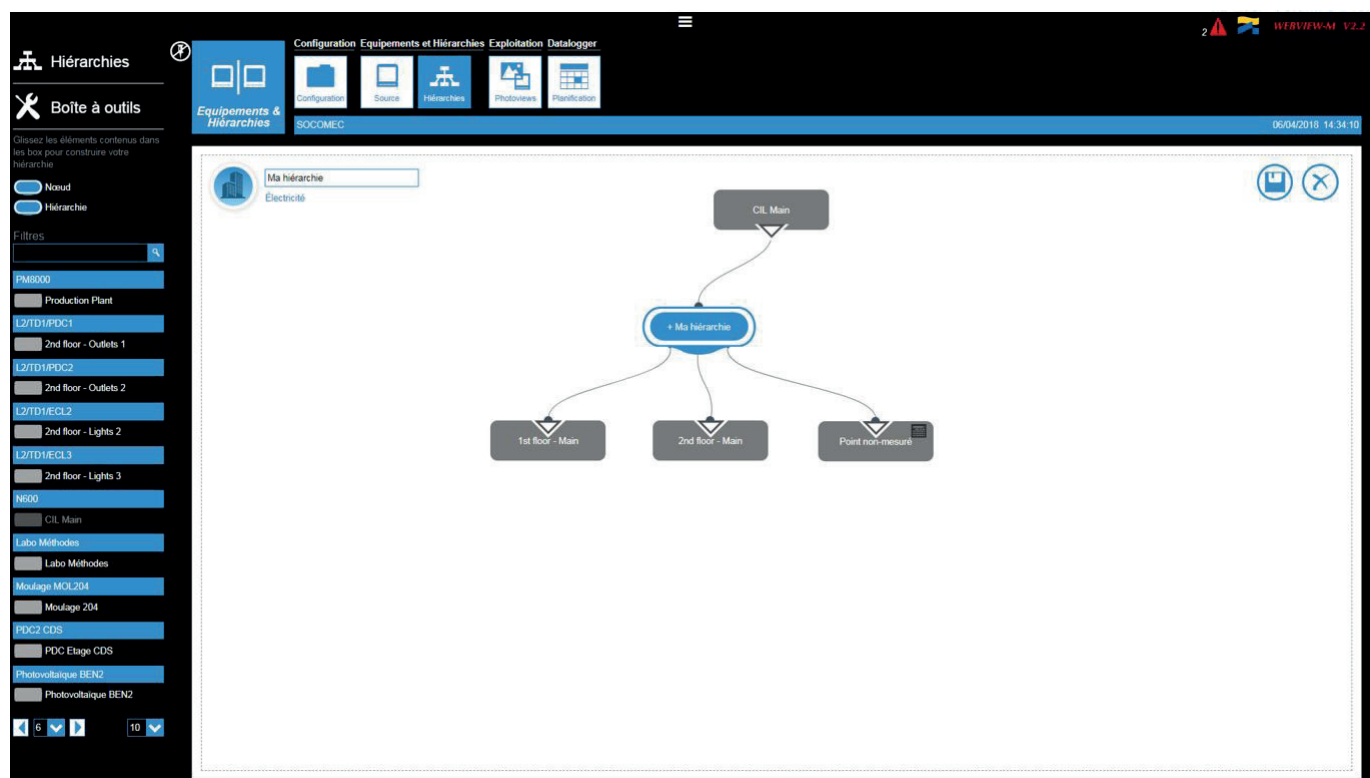 2
WEBVIEW-M V2.2
Hiérarchies
Boîte à outils
Glissez les éléments contenus dans
les box pour construire votre
hiérarchie
Nœud
Hiérarchie
Filtres
PM8000
Production Plant
L2/TD1/PDC1
2nd floor - Outlets 1
L2/TD1/PDC2
2nd floor - Outlets 2
L2/TD1/ECL2
2nd floor - Lights 2
L2/TD1/ECL3
2nd floor - Lights 3
N600
CIL Main
Labo Méthodes
Labo Méthodes
Moulage MOL204
Moulage 204
PDC2 CDS
PDC Etage CDS
Photovoltaïque BEN2
Photovoltaïque BEN2
6 10
Equipements &
Hiérarchies
Configuration Equipements et Hiérarchies Exploitation Datalogger
Configuration Source Hiérarchies Photoviews Planification
SOCOMEC 06/04/2018 14:34:10
Ma hiérarchie
Électricité
CIL Main
+ Ma hiérarchie
1st floor - Main 2nd floor - Main Point non-mesuré